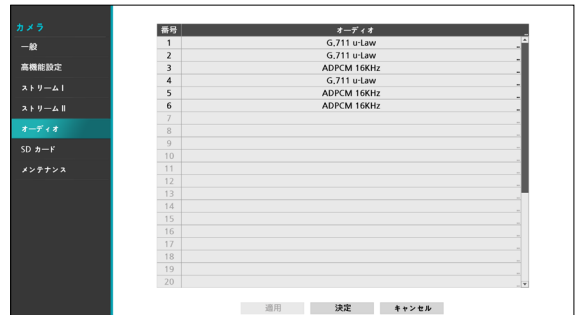 カメラ
一般
高機能設定
ストリーム I
ストリーム II
オーディオ
SD カード
メンテナンス
番号 オーディオ
1 G.711 u-Law
2 G.711 u-Law
3 ADPCM 16KHz
4 G.711 u-Law
5 ADPCM 16KHz
6 ADPCM 16KHz
7
8
9
10
11
12
13
14
15
16
17
18
19
20
適用 決定 キャンセル